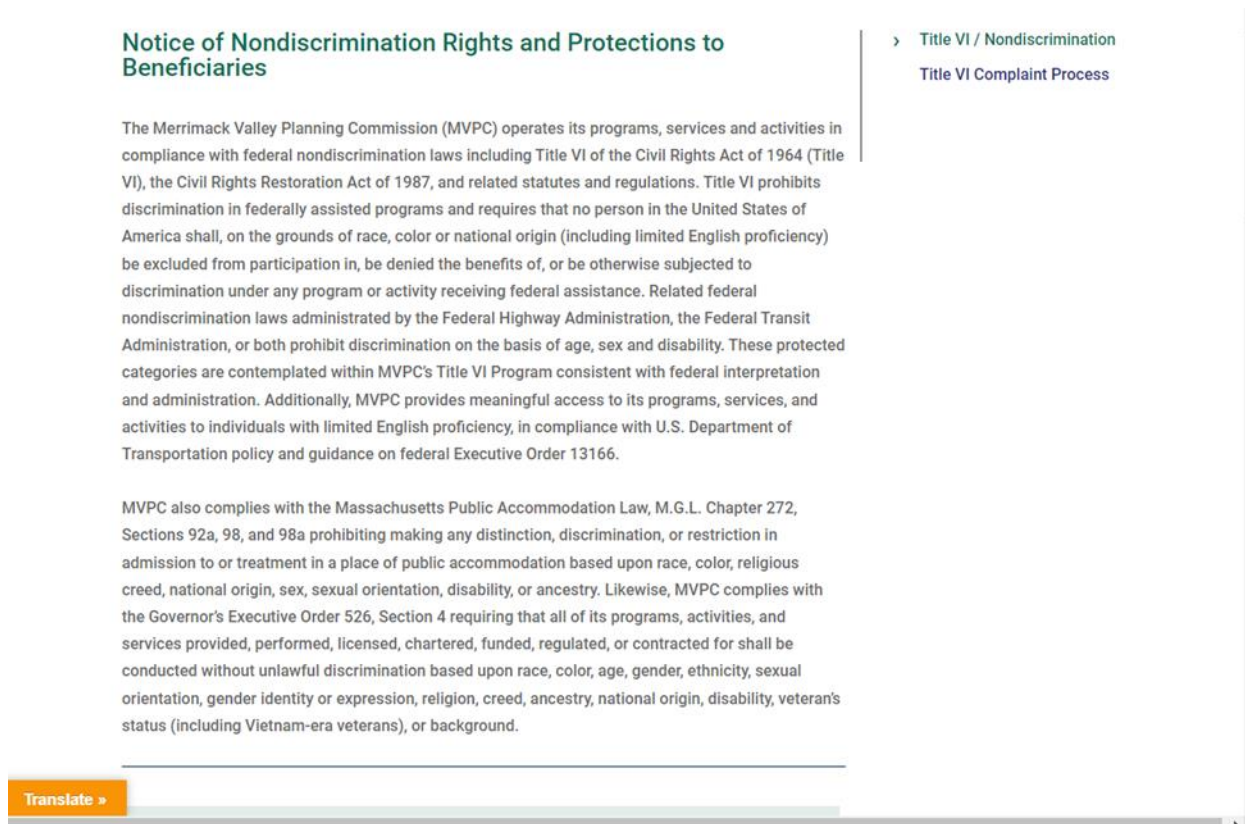 Notice of Nondiscrimination Rights and Protections to
Beneficiaries
The Merrimack Valley Planning Commission (MVPC) operates its programs, services and activities in
compliance with federal nondiscrimination laws including Title VI of the Civil Rights Act of 1964 (Title
VI), the Civil Rights Restoration Act of 1987, and related statutes and regulations. Title VI prohibits
discrimination in federally assisted programs and requires that no person in the United States of
America shall, on the grounds of race, color or national origin (including limited English proficiency)
be excluded from participation in, be denied the benefits of, or be otherwise subjected to
discrimination under any program or activity receiving federal assistance. Related federal
nondiscrimination laws administrated by the Federal Highway Administration, the Federal Transit
Administration, or both prohibit discrimination on the basis of age, sex and disability. These protected
categories are contemplated within MVPC's Title VI Program consistent with federal interpretation
and administration. Additionally, MVPC provides meaningful access to its programs, services, and
activities to individuals with limited English proficiency, in compliance with U.S. Department of
Transportation policy and guidance on federal Executive Order 13166.
MVPC also complies with the Massachusetts Public Accommodation Law, M.G.L. Chapter 272,
Sections 92a, 98, and 98a prohibiting making any distinction, discrimination, or restriction in
admission to or treatment in a place of public accommodation based upon race, color, religious
creed, national origin, sex, sexual orientation, disability, or ancestry. Likewise, MVPC complies with
the Governor's Executive Order 526, Section 4 requiring that all of its programs, activities, and
services provided, performed, licensed, chartered, funded, regulated, or contracted for shall be
conducted without unlawful discrimination based upon race, color, age, gender, ethnicity, sexual
orientation, gender identity or expression, religion, creed, ancestry, national origin, disability, veteran's
status (including Vietnam-era veterans), or background.
› Title VI / Nondiscrimination
Title VI Complaint Process
Translate »